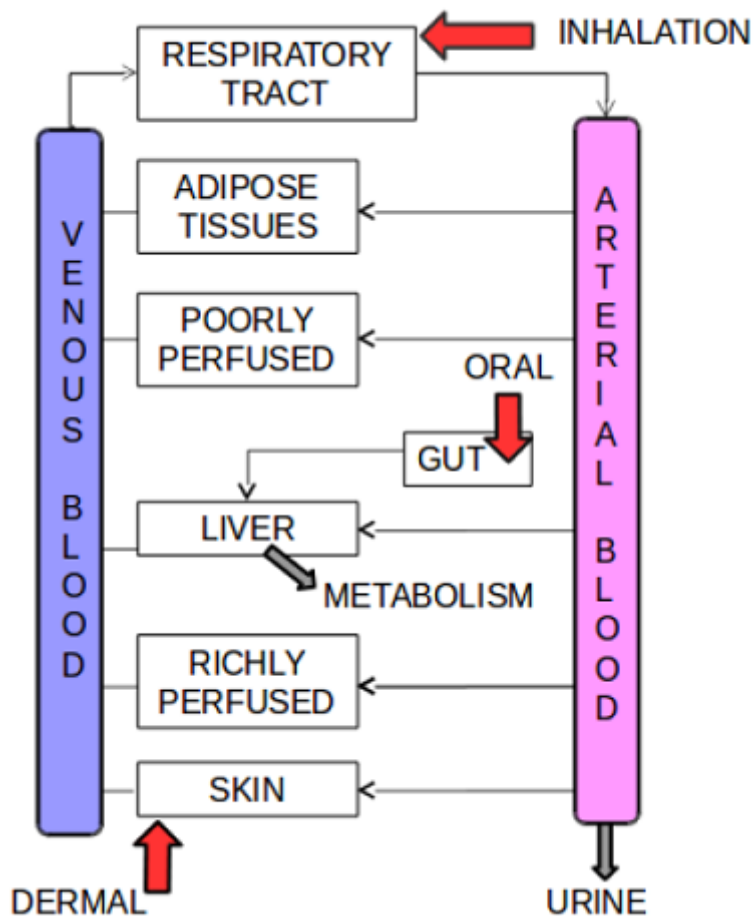 INHALATION
RESPIRATORY
TRACT
VENOUS BLOOD
ARTERIAL BLOOD
ADIPOSE
TISSUES
POORLY
PERFUSED
ORAL
GUT
LIVER
METABOLISM
RICHLY
PERFUSED
SKIN
DERMAL
URINE